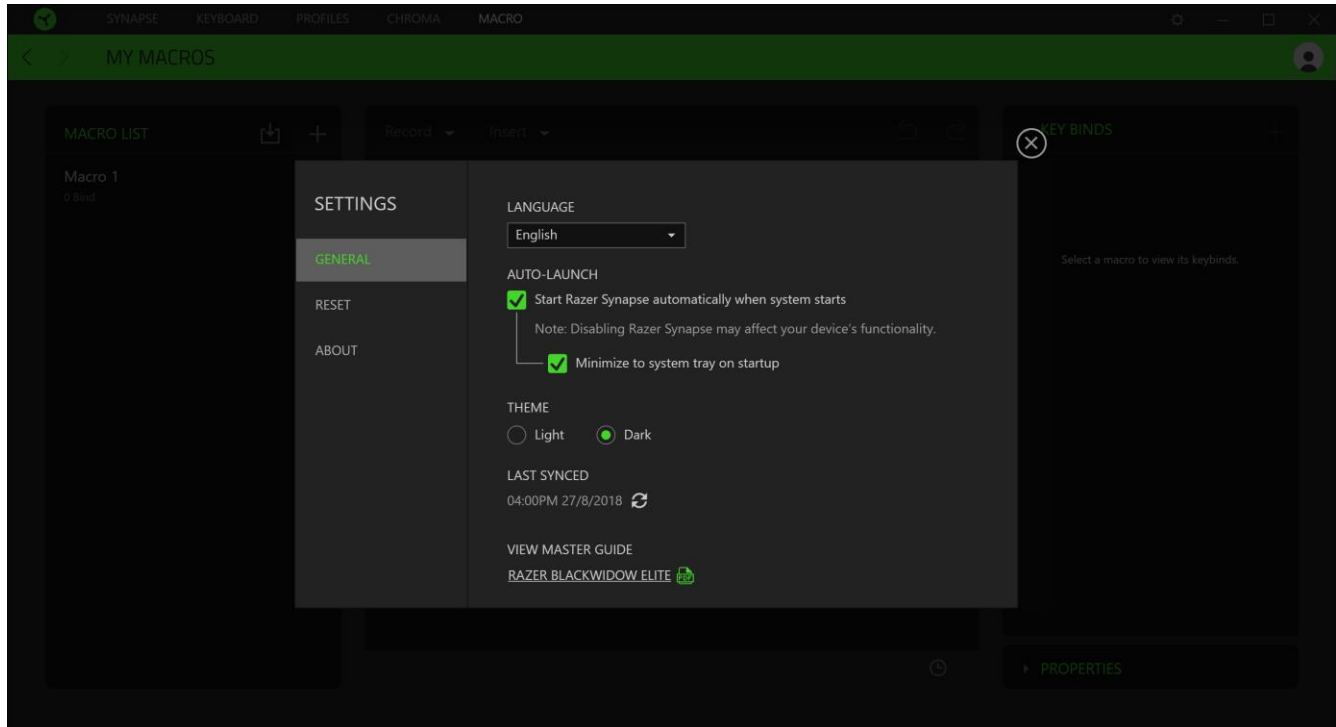 SYNAPSE KEYBOARD PROFILES CHROMA MACRO
MY MACROS
MACRO LIST
Record Insert
KEY BINDS
Macro 1
0 Bind
Select a macro to view its keybinds.
SETTINGS
GENERAL
RESET
ABOUT
LANGUAGE
English
AUTO-LAUNCH
Start Razer Synapse automatically when system starts
Note: Disabling Razer Synapse may affect your device's functionality.
Minimize to system tray on startup
THEME
Light Dark
LAST SYNCED
04:00PM 27/8/2018
VIEW MASTER GUIDE
RAZER BLACKWIDOW ELITE PDF
PROPERTIES